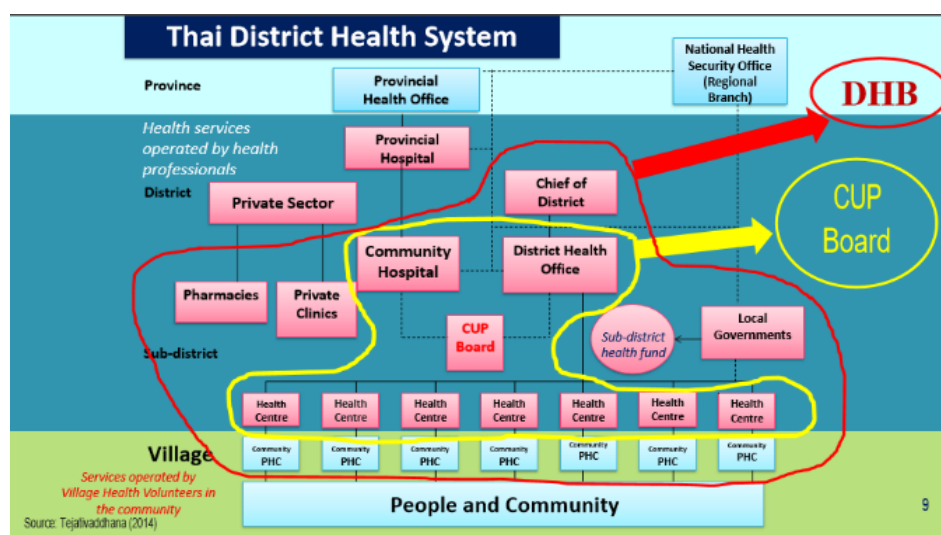 Thai District Health System
National Health
Security Office
(Regional
Branch)
Province
Provincial
Health Office
DHB
Health services
operated by health
professionals
Provincial
Hospital
District
Private Sector
Chief of
District
CUP
Board
Community
Hospital
District Health
Office
Pharmacies
Private
Clinics
CUP
Board
Sub-district
health fund
Local
Governments
Sub-district
Health
Centre
Health
Centre
Health
Centre
Health
Centre
Health
Centre
Health
Centre
Health
Centre
Village
Community
PHC
Community
PHC
Community
PHC
Community
PHC
Community
PHC
Community
PHC
Community
PHC
Services operated by
Village Health Volunteers in
the community
People and Community
9
Source: Tejativaddhana (2014)